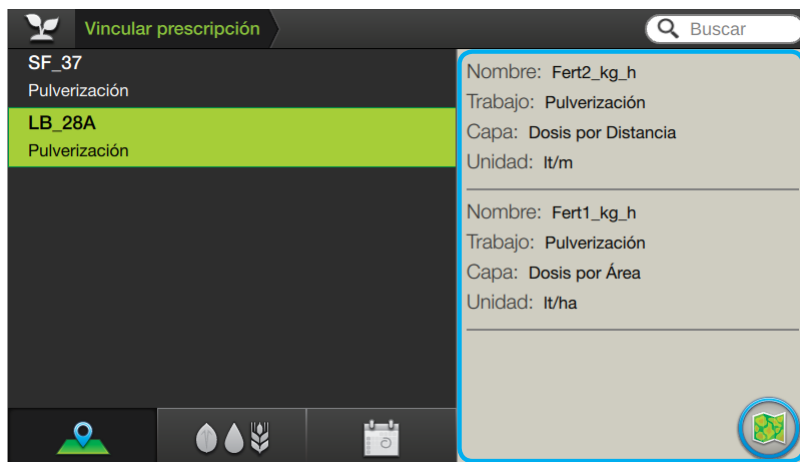 Vincular prescripción
Buscar
SF_37
Pulverización
LB_28A
Pulverización
Nombre: Fert2_kg_h
Trabajo: Pulverización
Capa: Dosis por Distancia
Unidad: lt/m
Nombre: Fert1_kg_h
Trabajo: Pulverización
Capa: Dosis por Área
Unidad: lt/ha